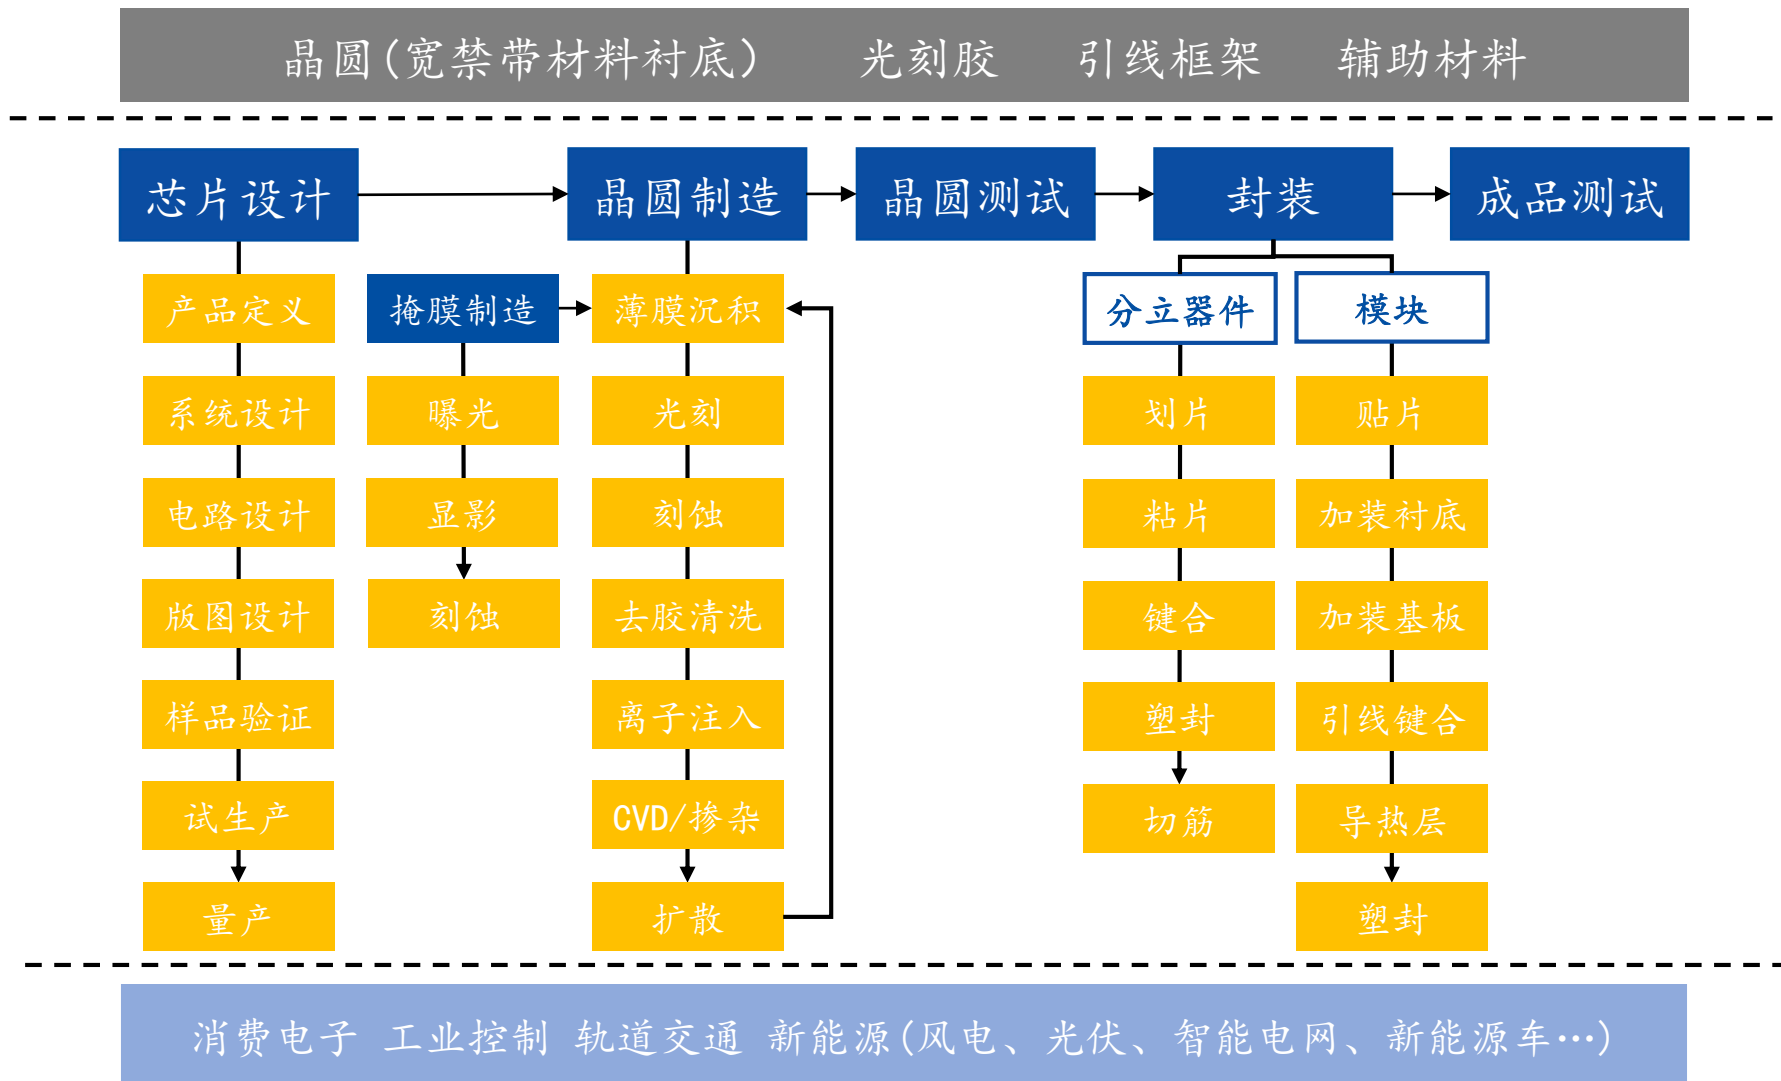 晶圆(宽禁带材料衬底) 光刻胶 引线框架 辅助材料
芯片设计 晶圆制造 晶圆测试 封装 成品测试
产品定义 掩膜制造 薄膜沉积 分立器件 模块
系统设计 曝光 光刻 划片 贴片
电路设计 显影 刻蚀 粘片 加装衬底
版图设计 刻蚀 去胶清洗 键合 加装基板
样品验证 离子注入 塑封 引线键合
试生产 CVD/掺杂 切筋 导热层
量产 扩散 塑封
消费电子 工业控制 轨道交通 新能源(风电、光伏、智能电网、新能源车…)